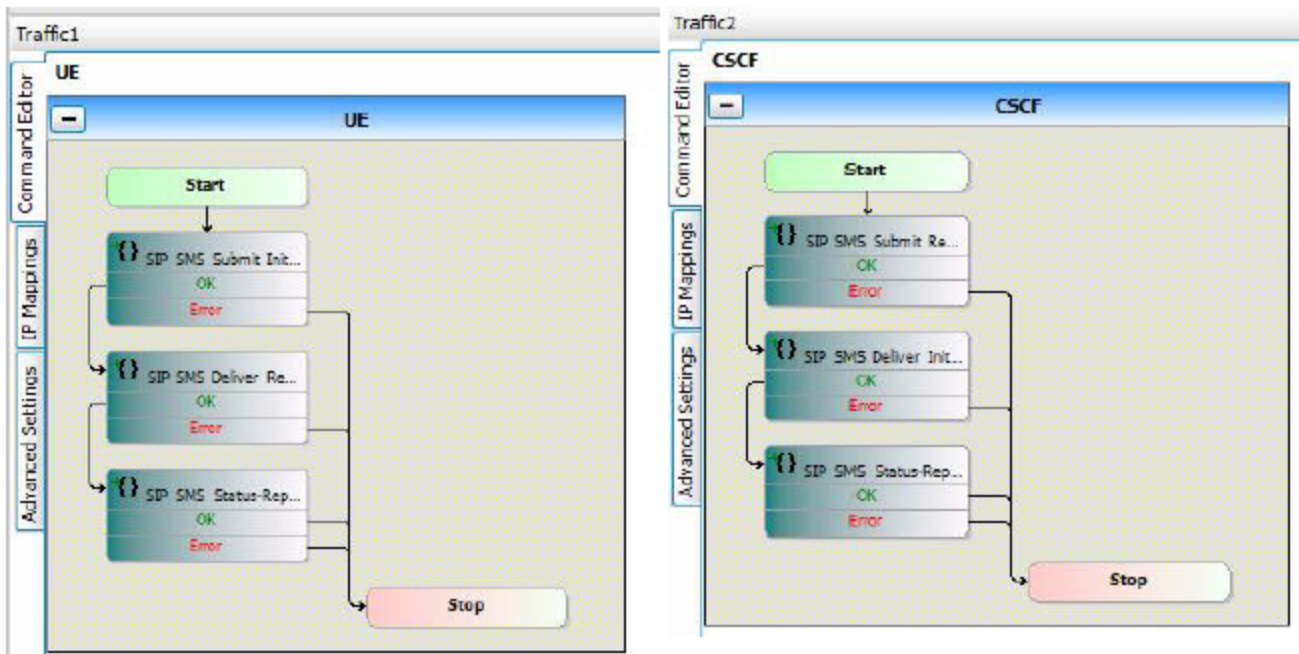 Traffic1
Command Editor
IP Mappings
Advanced Settings
UE
UE
Start
SIP SMS Submit Init...
OK
Error
SIP SMS Deliver Re...
OK
Error
SIP SMS Status-Rep...
OK
Error
Stop
Traffic2
Command Editor
IP Mappings
Advanced Settings
CSCF
CSCF
Start
SIP SMS Submit Re...
OK
Error
SIP SMS Deliver Init...
OK
Error
SIP SMS Status-Rep...
OK
Error
Stop